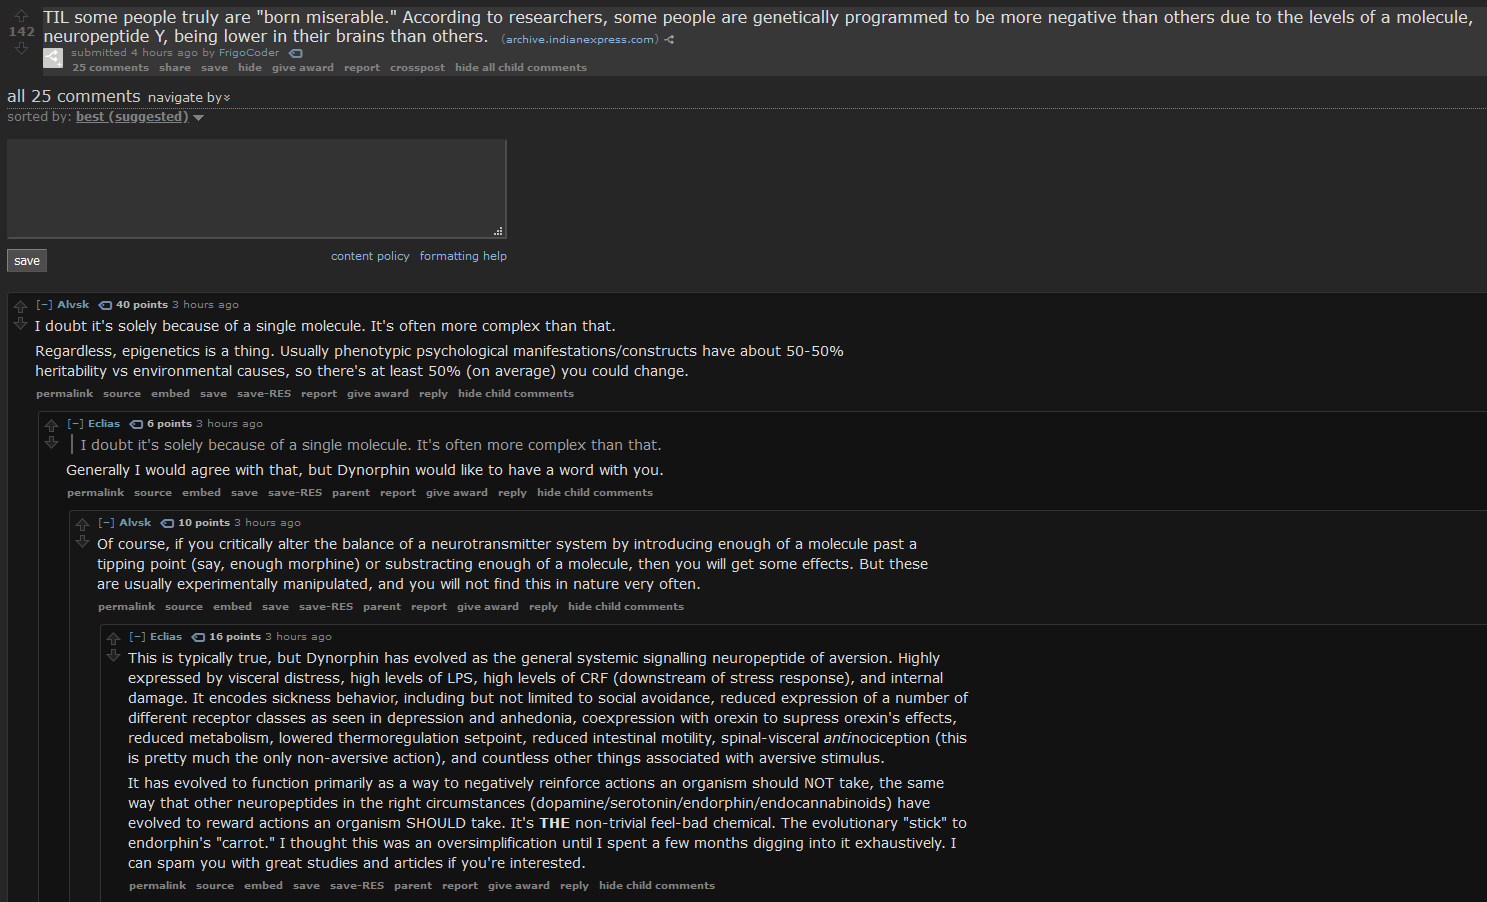 TIL some people truly are "born miserable." According to researchers, some people are genetically programmed to be more negative than others due to the levels of a molecule,
142
neuropeptide Y, being lower in their brains than others. (archive.indianexpress.com)
submitted 4 hours ago by FrigoCoder
25 comments share save hide give award report crosspost hide all child comments
all 25 comments navigate by
sorted by: best (suggested)
save
content policy formatting help
[−] Alvsk 40 points 3 hours ago
I doubt it's solely because of a single molecule. It's often more complex than that.
Regardless, epigenetics is a thing. Usually phenotypic psychological manifestations/constructs have about 50-50%
heritability vs environmental causes, so there's at least 50% (on average) you could change.
permalink source embed save save-RES report give award reply hide child comments
[−] Eclias 6 points 3 hours ago
I doubt it's solely because of a single molecule. It's often more complex than that.
Generally I would agree with that, but Dynorphin would like to have a word with you.
permalink source embed save save-RES parent report give award reply hide child comments
[−] Alvsk 10 points 3 hours ago
Of course, if you critically alter the balance of a neurotransmitter system by introducing enough of a molecule past a
tipping point (say, enough morphine) or substracting enough of a molecule, then you will get some effects. But these
are usually experimentally manipulated, and you will not find this in nature very often.
permalink source embed save save-RES parent report give award reply hide child comments
[−] Eclias 16 points 3 hours ago
This is typically true, but Dynorphin has evolved as the general systemic signalling neuropeptide of aversion. Highly
expressed by visceral distress, high levels of LPS, high levels of CRF (downstream of stress response), and internal
damage. It encodes sickness behavior, including but not limited to social avoidance, reduced expression of a number of
different receptor classes as seen in depression and anhedonia, coexpression with orexin to supress orexin's effects,
reduced metabolism, lowered thermoregulation setpoint, reduced intestinal motility, spinal-visceral antinociception (this
is pretty much the only non-aversive action), and countless other things associated with aversive stimulus.
It has evolved to function primarily as a way to negatively reinforce actions an organism should NOT take, the same
way that other neuropeptides in the right circumstances (dopamine/serotonin/endorphin/endocannabinoids) have
evolved to reward actions an organism SHOULD take. It's THE non-trivial feel-bad chemical. The evolutionary "stick" to
endorphin's "carrot." I thought this was an oversimplification until I spent a few months digging into it exhaustively. I
can spam you with great studies and articles if you're interested.
permalink source embed save save-RES parent report give award reply hide child comments